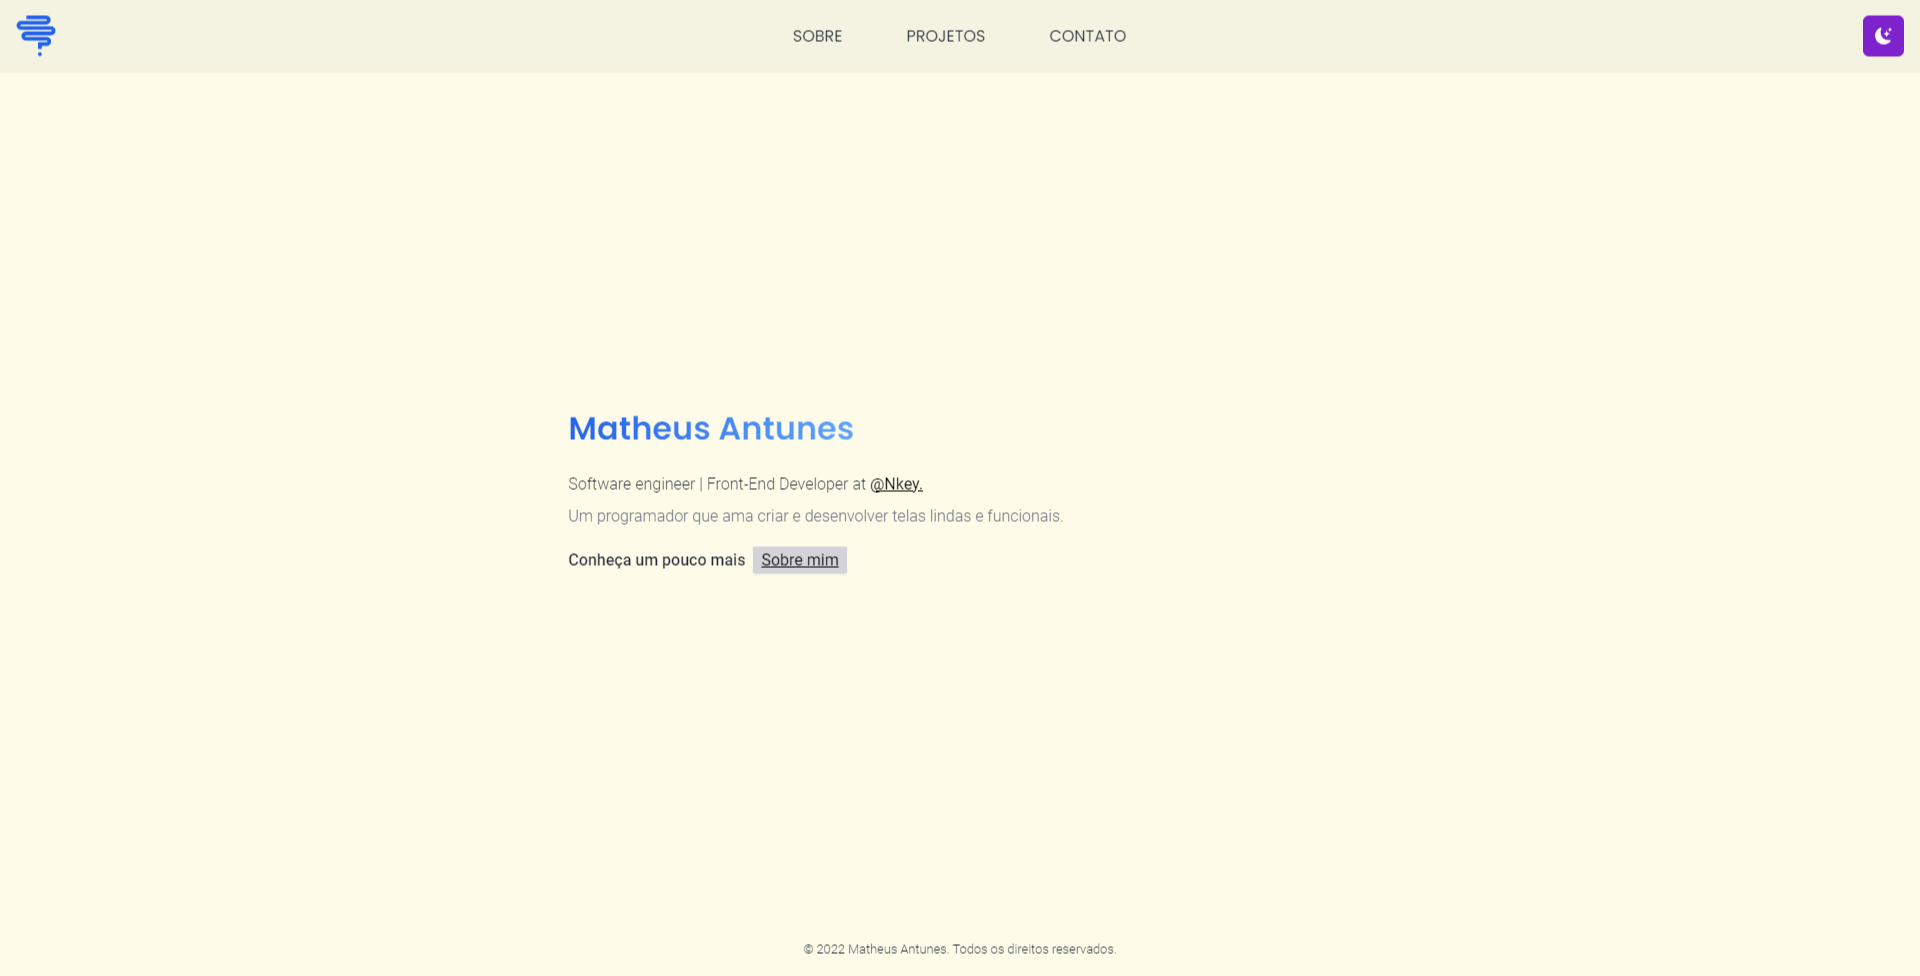 SOBRE PROJETOS CONTATO
Matheus Antunes
Software engineer | Front-End Developer at @Nkey.
Um programador que ama criar e desenvolver telas lindas e funcionais.
Conheça um pouco mais Sobre mim
© 2022 Matheus Antunes. Todos os direitos reservados.